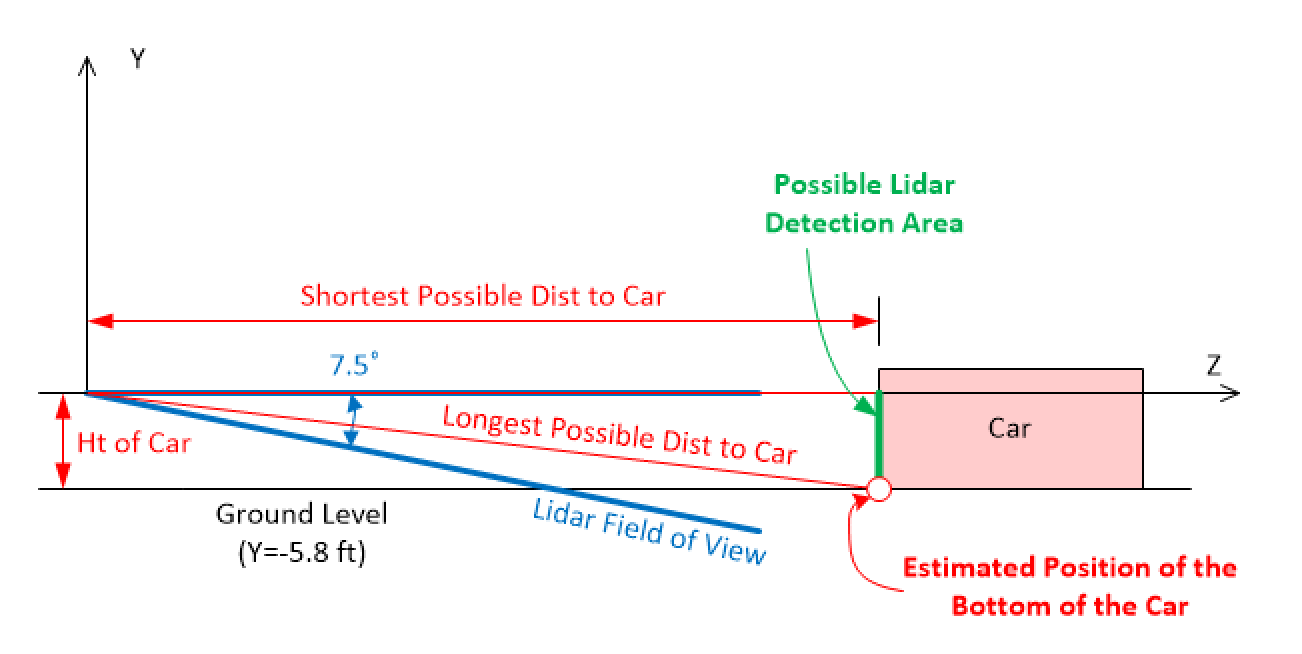 Y
Possible Lidar
Detection Area
Shortest Possible Dist to Car
7.5°
Z
Longest Possible Dist to Car
Car
Ht of Car
Ground Level
(Y=-5.8 ft)
Lidar Field of View
Estimated Position of the
Bottom of the Car